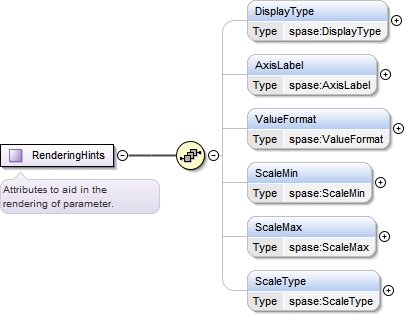 DisplayType
Type spase:DisplayType
AxisLabel
Type spase:AxisLabel
ValueFormat
Type spase:ValueFormat
RenderingHints
Attributes to aid in the
rendering of parameter.
ScaleMin
Type spase:ScaleMin
ScaleMax
Type spase:ScaleMax
ScaleType
Type spase:ScaleType